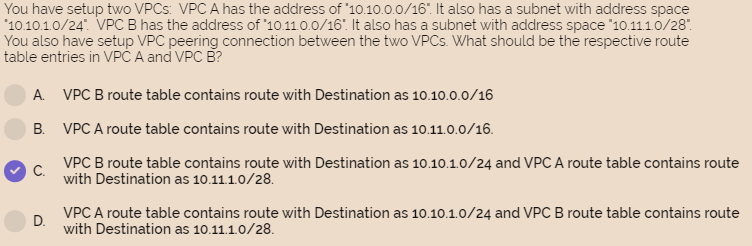 You have setup two VPCs: VPC A has the address of "10.10.0.0/16". It also has a subnet with address space
"10.10.1.0/24". VPC B has the address of "10.11.0.0/16". It also has a subnet with address space "10.11.1.0/28".
You also have setup VPC peering connection between the two VPCs. What should be the respective route
table entries in VPC A and VPC B?
A. VPC B route table contains route with Destination as 10.10.0.0/16
B. VPC A route table contains route with Destination as 10.11.0.0/16.
C. VPC B route table contains route with Destination as 10.10.1.0/24 and VPC A route table contains route
with Destination as 10.11.1.0/28.
D. VPC A route table contains route with Destination as 10.10.1.0/24 and VPC B route table contains route
with Destination as 10.11.1.0/28.